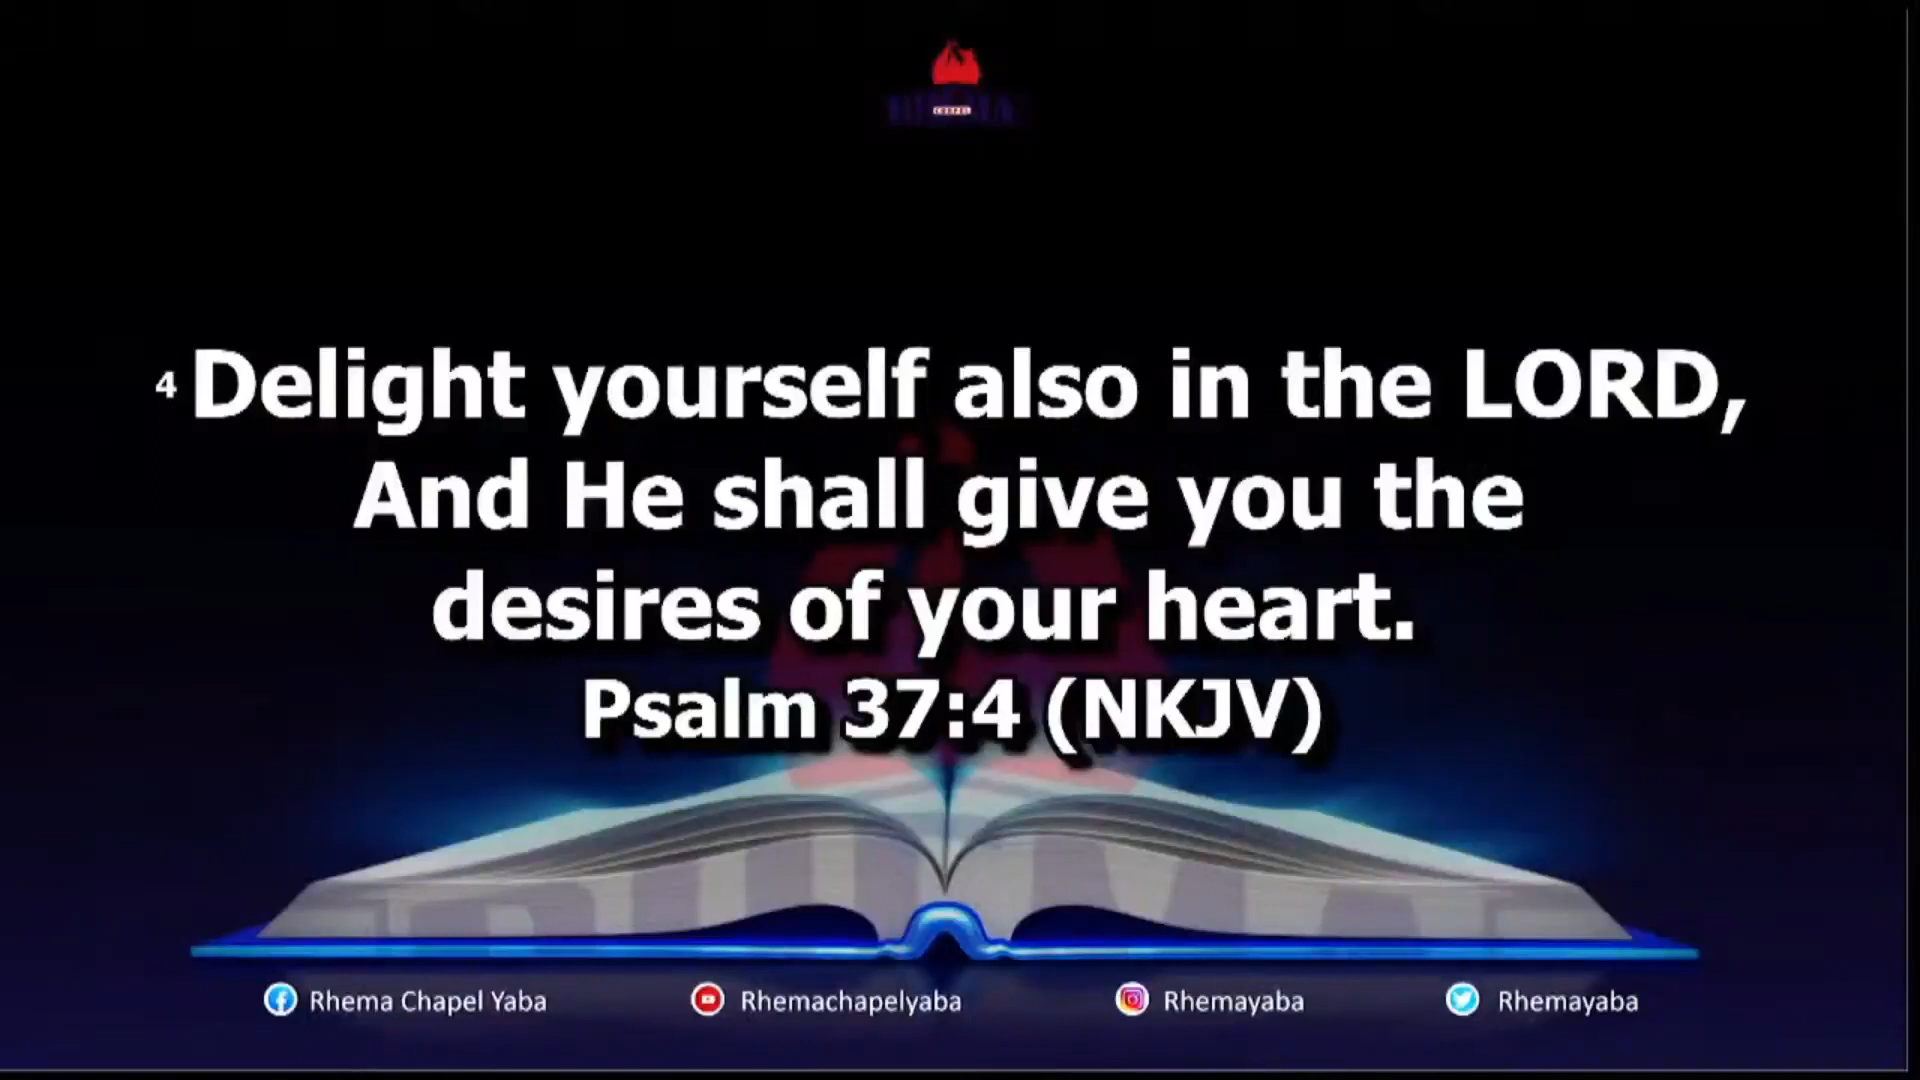 CHAPEL
4 Delight yourself also in the LORD,
And He shall give you the
desires of your heart.
Psalm 37:4 (NKJV)
Rhema Chapel Yaba Rhemachapelyaba Rhemayaba Rhemayaba